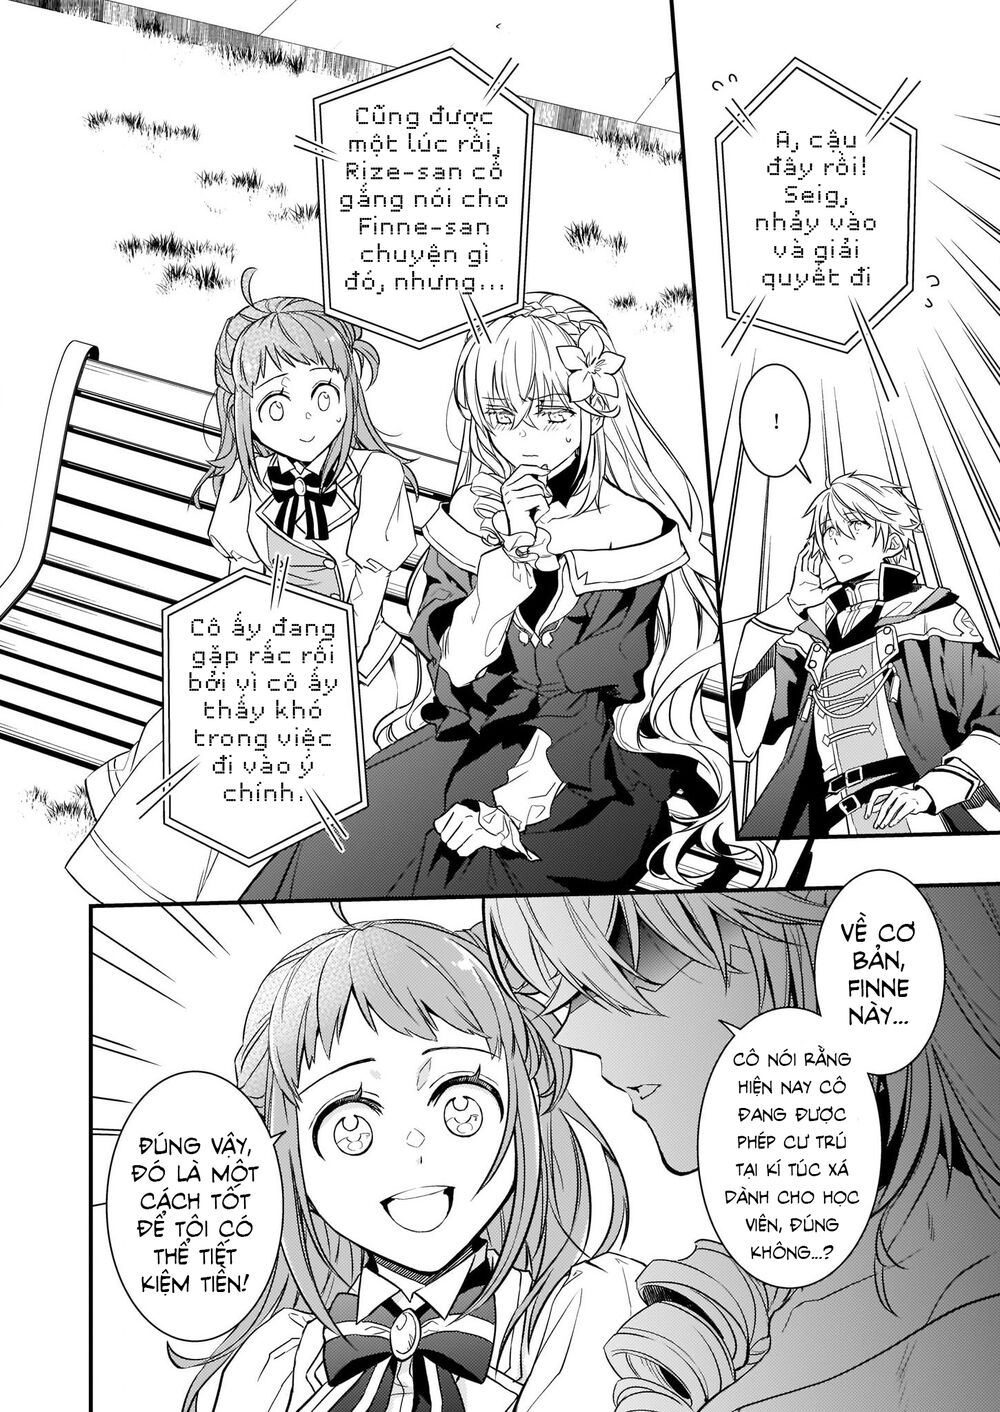 A, cậu
đây rồi!
Seig,
nhảy vào
và giải
quyết đi
!
Cũng được
một lúc rồi,
Rize-san cố
gắng nói cho
Finne-san
chuyện gì
đó, nhưng...
Cô ấy đang
gặp rắc rối
bởi vì cô ấy
thấy khó
trong việc
đi vào ý
chính.
VỀ CƠ
BẢN,
FINNE
NÀY...
CÔ NÓI RẰNG
HIỆN NAY CÔ
ĐANG ĐƯỢC
PHÉP CƯ TRÚ
TẠI KÍ TÚC XÁ
DÀNH CHO HỌC
VIÊN, ĐÚNG
KHÔNG...?
ĐÚNG VẬY,
ĐÓ LÀ MỘT
CÁCH TỐT
ĐỂ TÔI CÓ
THỂ TIẾT
KIỆM TIỀN!